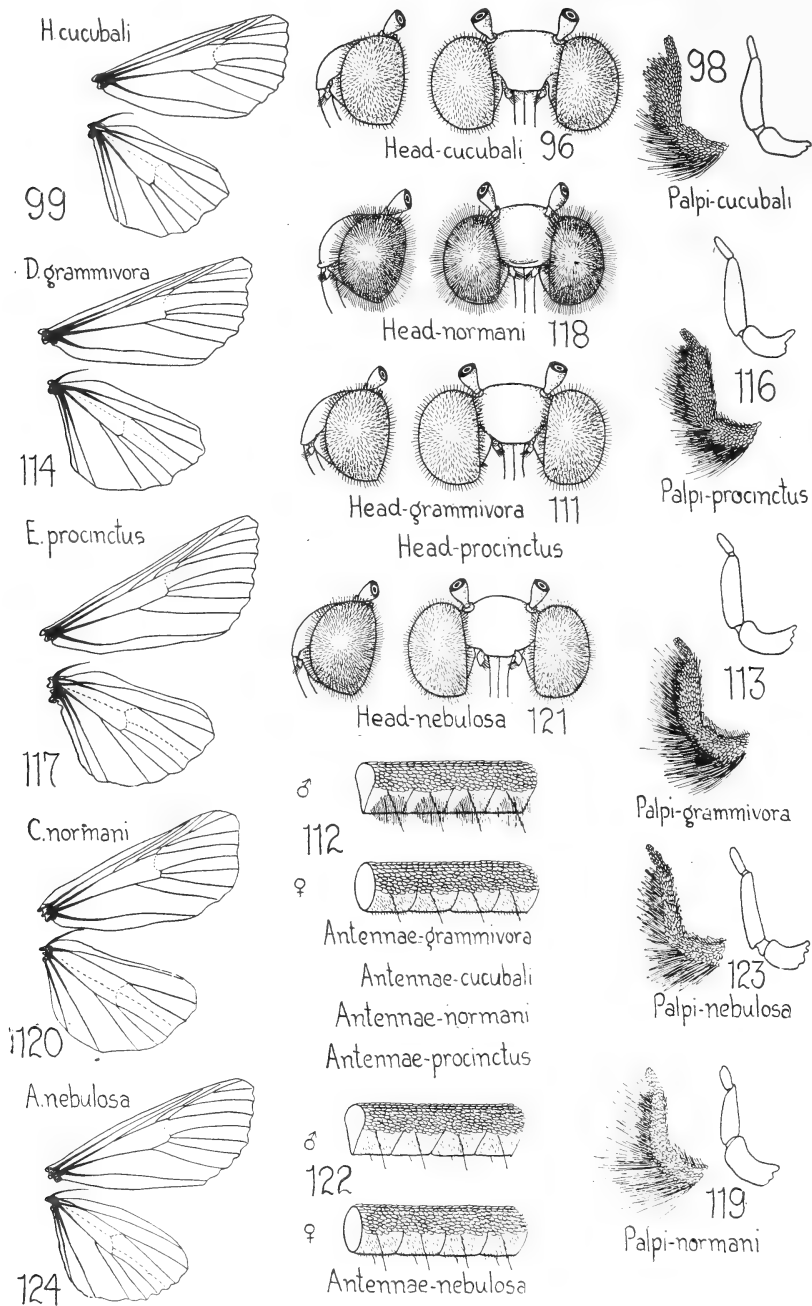 H.cucubali
99
D.grammivora
114
E.procinctus
117
C.normani
120
A.nebulosa
124
Head-cucubali 96
Head-normani 118
Head-grammivora 111
Head-procinctus
Head-nebulosa 121
♂
112
♀
Antennae-grammivora
Antennae-cucubali
Antennae-normani
Antennae-procinctus
♂
122
♀
Antennae-nebulosa
98
Palpi-cucubali
116
Palpi-procinctus
113
Palpi-grammivora
123
Palpi-nebulosa
119
Palpi-normani